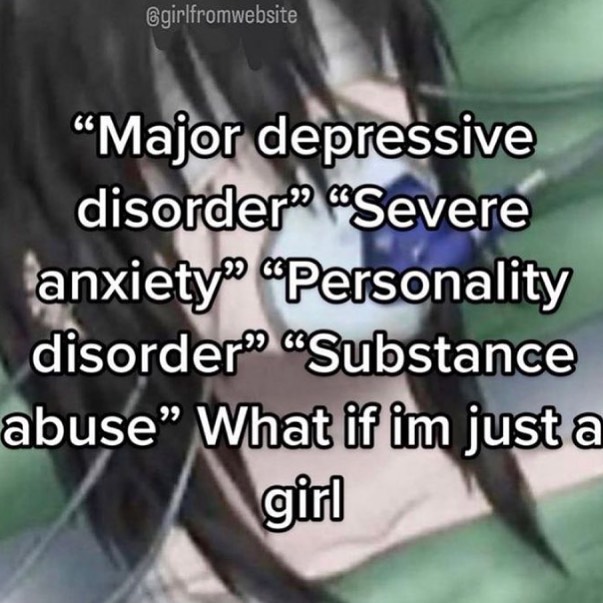 @girlfromwebsite
“Major depressive
disorder” “Severe
anxiety” “Personality
disorder” “Substance
abuse” What if im just a
girl